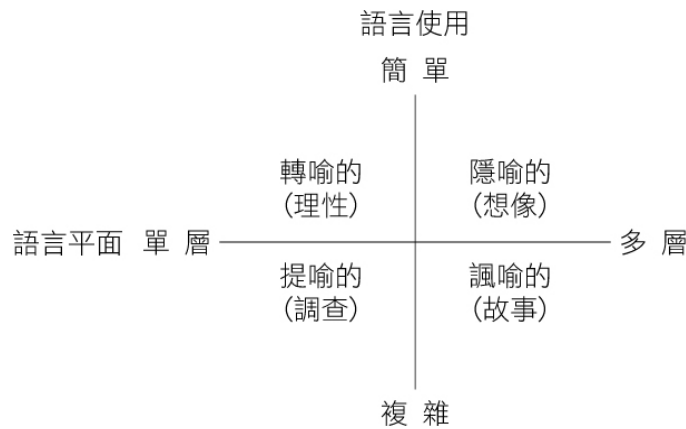 語言使用
簡 單
轉喻的 隱喻的
(理性) (想像)
語言平面 單 層 多 層
提喻的 諷喻的
(調查) (故事)
複 雜